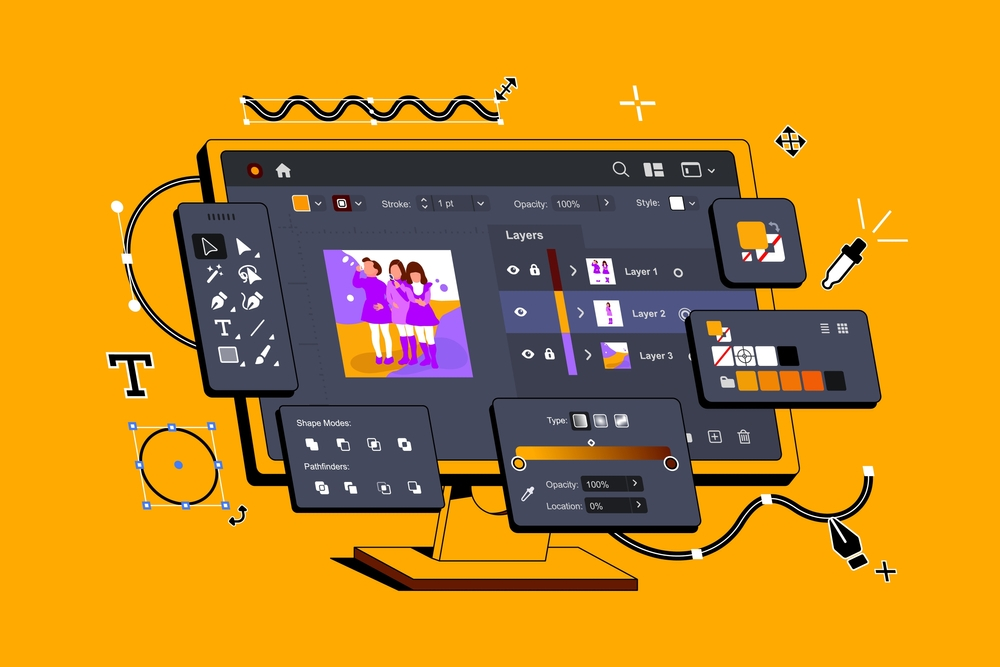 Stroke: 1 pt Opacity: 100% Style:
Layers
Layer 1
Layer 2
Layer 3
T
T
Shape Modes:
Pathfinders:
Type:
Opacity: 100%
Location: 0%